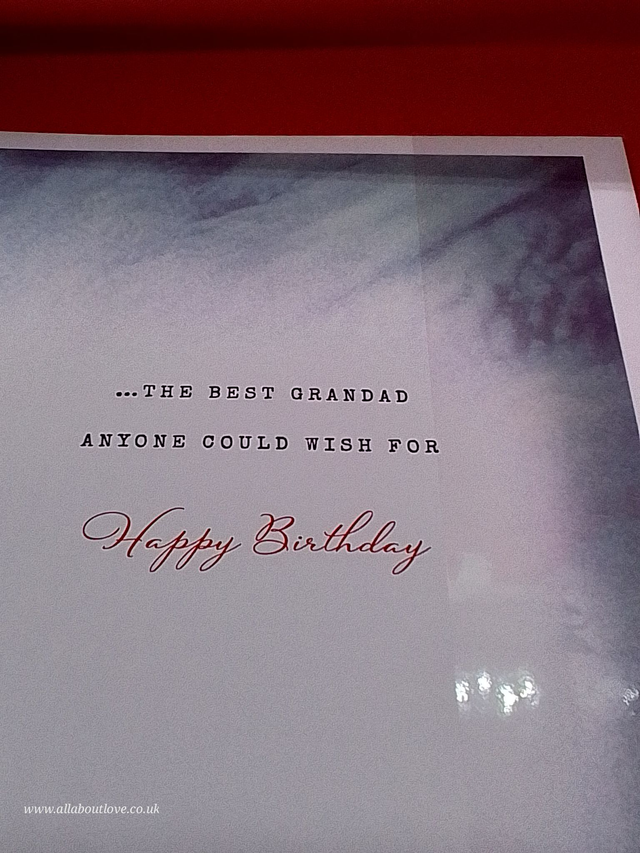 ...THE BEST GRANDAD
ANYONE COULD WISH FOR
Happy Birthday
www.allaboutlove.co.uk